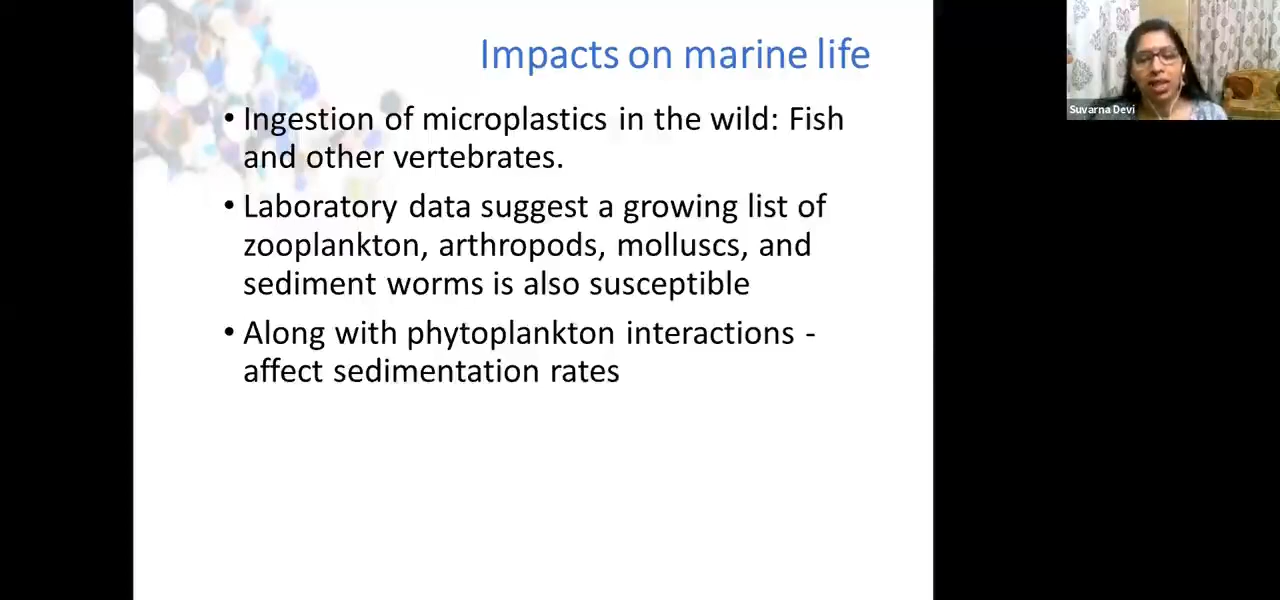 Impacts on marine life
• Ingestion of microplastics in the wild: Fish
and other vertebrates.
• Laboratory data suggest a growing list of
zooplankton, arthropods, molluscs, and
sediment worms is also susceptible
• Along with phytoplankton interactions -
affect sedimentation rates
Suvarna Devi